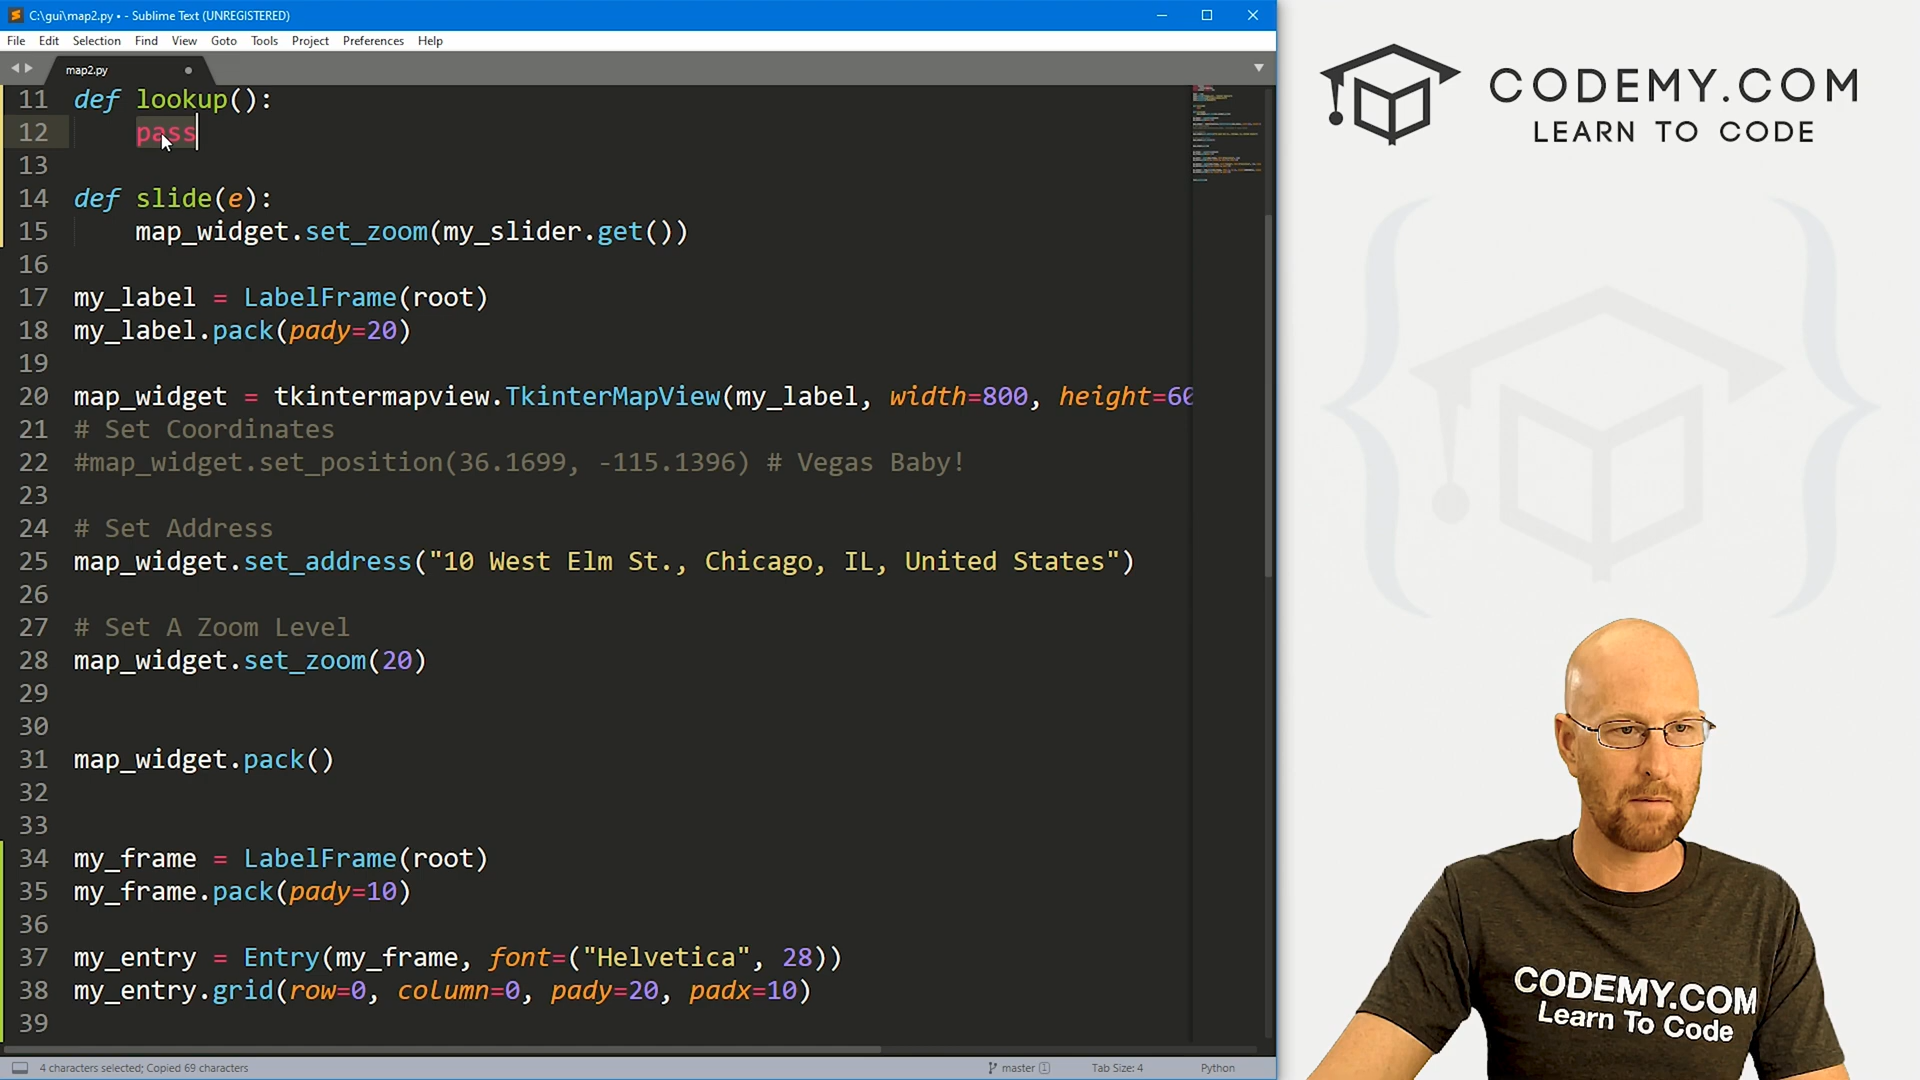 C:\gui\map2.py • - Sublime Text (UNREGISTERED)
File Edit Selection Find View Goto Tools Project Preferences Help
map2.py
11 def lookup():
12 pass
13
14 def slide(e):
15 map_widget.set_zoom(my_slider.get())
16
17 my_label = LabelFrame(root)
18 my_label.pack(pady=20)
19
20 map_widget = tkintermapview.TkinterMapView(my_label, width=800, height=60
21 # Set Coordinates
22 #map_widget.set_position(36.1699, -115.1396) # Vegas Baby!
23
24 # Set Address
25 map_widget.set_address("10 West Elm St., Chicago, IL, United States")
26
27 # Set A Zoom Level
28 map_widget.set_zoom(20)
29
30
31 map_widget.pack()
32
33
34 my_frame = LabelFrame(root)
35 my_frame.pack(pady=10)
36
37 my_entry = Entry(my_frame, font=("Helvetica", 28))
38 my_entry.grid(row=0, column=0, pady=20, padx=10)
39
4 characters selected; Copied 69 characters
master 1
Tab Size: 4
Python
CODEMY.COM
LEARN TO CODE
CODEMY.COM
Learn To Code